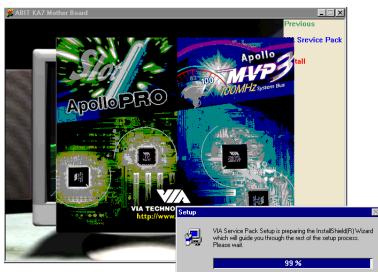 ABIT KA7 Mother Board
Previous
Service Pack
Slot
ApolloPRO
Apollo
MVP3
100MHz System Bus
100
VIA
VIA TECHNO
http://www
Setup
VIA Service Pack Setup is preparing the InstallShield(R) Wizard
which will guide you through the rest of the setup process.
Please wait.
99 %